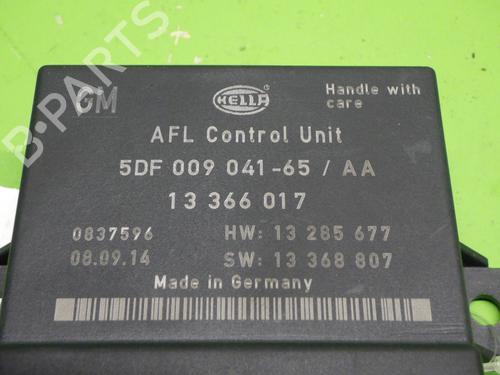 GM HELLA Handle with
care
AFL Control Unit
5DF 009 041-65 / AA
13 366 017
0837596 HW: 13 285 677
08.09.14 SW: 13 368 807
Made in Germany
B-PARTS